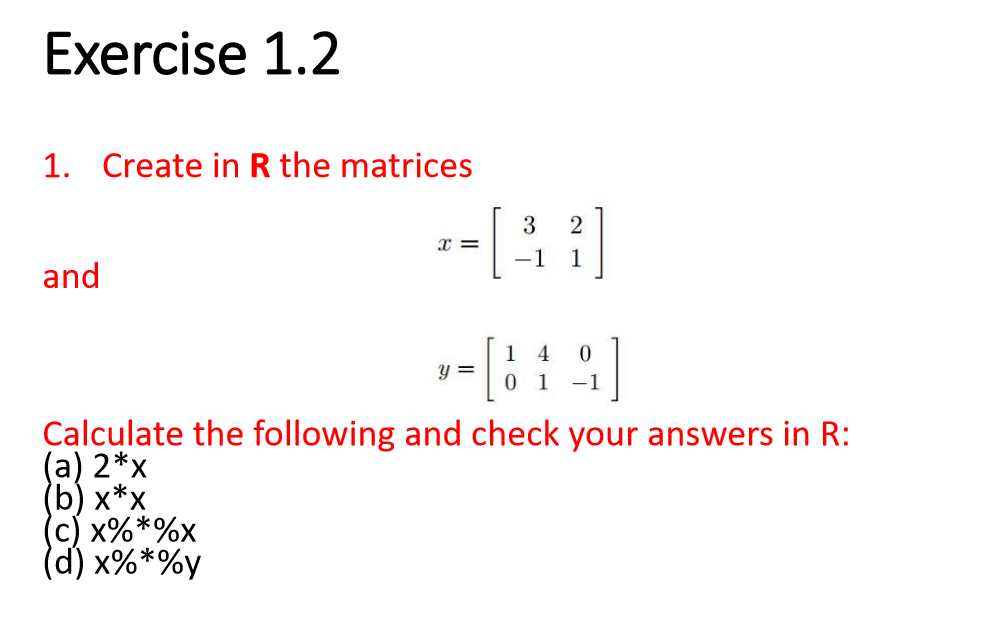 Exercise 1.2
1. Create in R the matrices
x = [ 3 2
-1 1 ]
and
y = [ 1 4 0
0 1 -1 ]
Calculate the following and check your answers in R:
(a) 2*x
(b) x*x
(c) x%*%x
(d) x%*%y